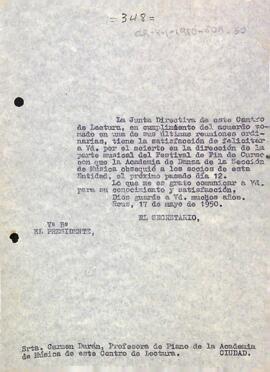 = 348 =
La Junta Directiva de este Centro
de Lectura, en cumplimiento del acuerdo to-
mado en una de sus últimas reuniones ordi-
narias, tiene la satisfacción de felicitar
a Vd. por el acierto en la dirección de la
parte musical del Festival de Fin de Curso
con que la Academia de Danza de la Sección
de Música obsequió a los socios de esta
Entidad, el próximo pasado día 12.
Lo que me es grato comunicar a Vd.
para su conocimiento y satisfacción.
Dios guarde a Vd. muchos años.
Reus, 17 de mayo de 1950.
EL SECRETARIO,
Vº Bº
EL PRESIDENTE,
Srta. Carmen Durán, Profesora de Piano de la Academia
de Música de este Centro de Lectura. CIUDAD.